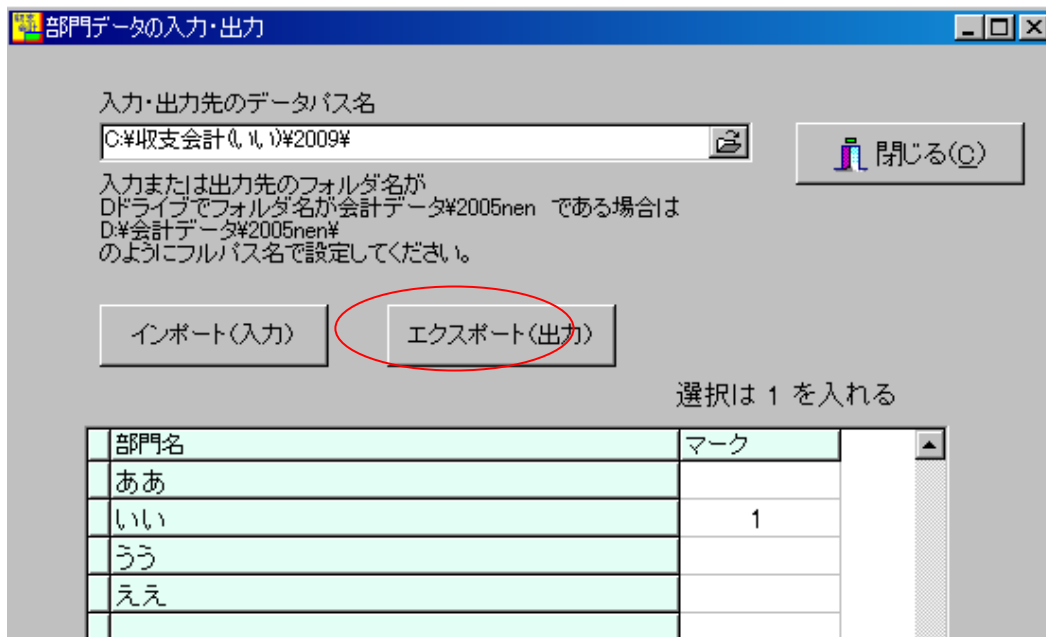 部門データの入力・出力
入力・出力先のデータパス名
C:¥収支会計(いい)¥2009¥
閉じる(C)
入力または出力先のフォルダ名が
Dドライブでフォルダ名が会計データ¥2005nen である場合は
D:¥会計データ¥2005nen¥
のようにフルパス名で設定してください。
インポート(入力)
エクスポート(出力)
選択は 1 を入れる
部門名 マーク
ああ
いい 1
うう
ええ